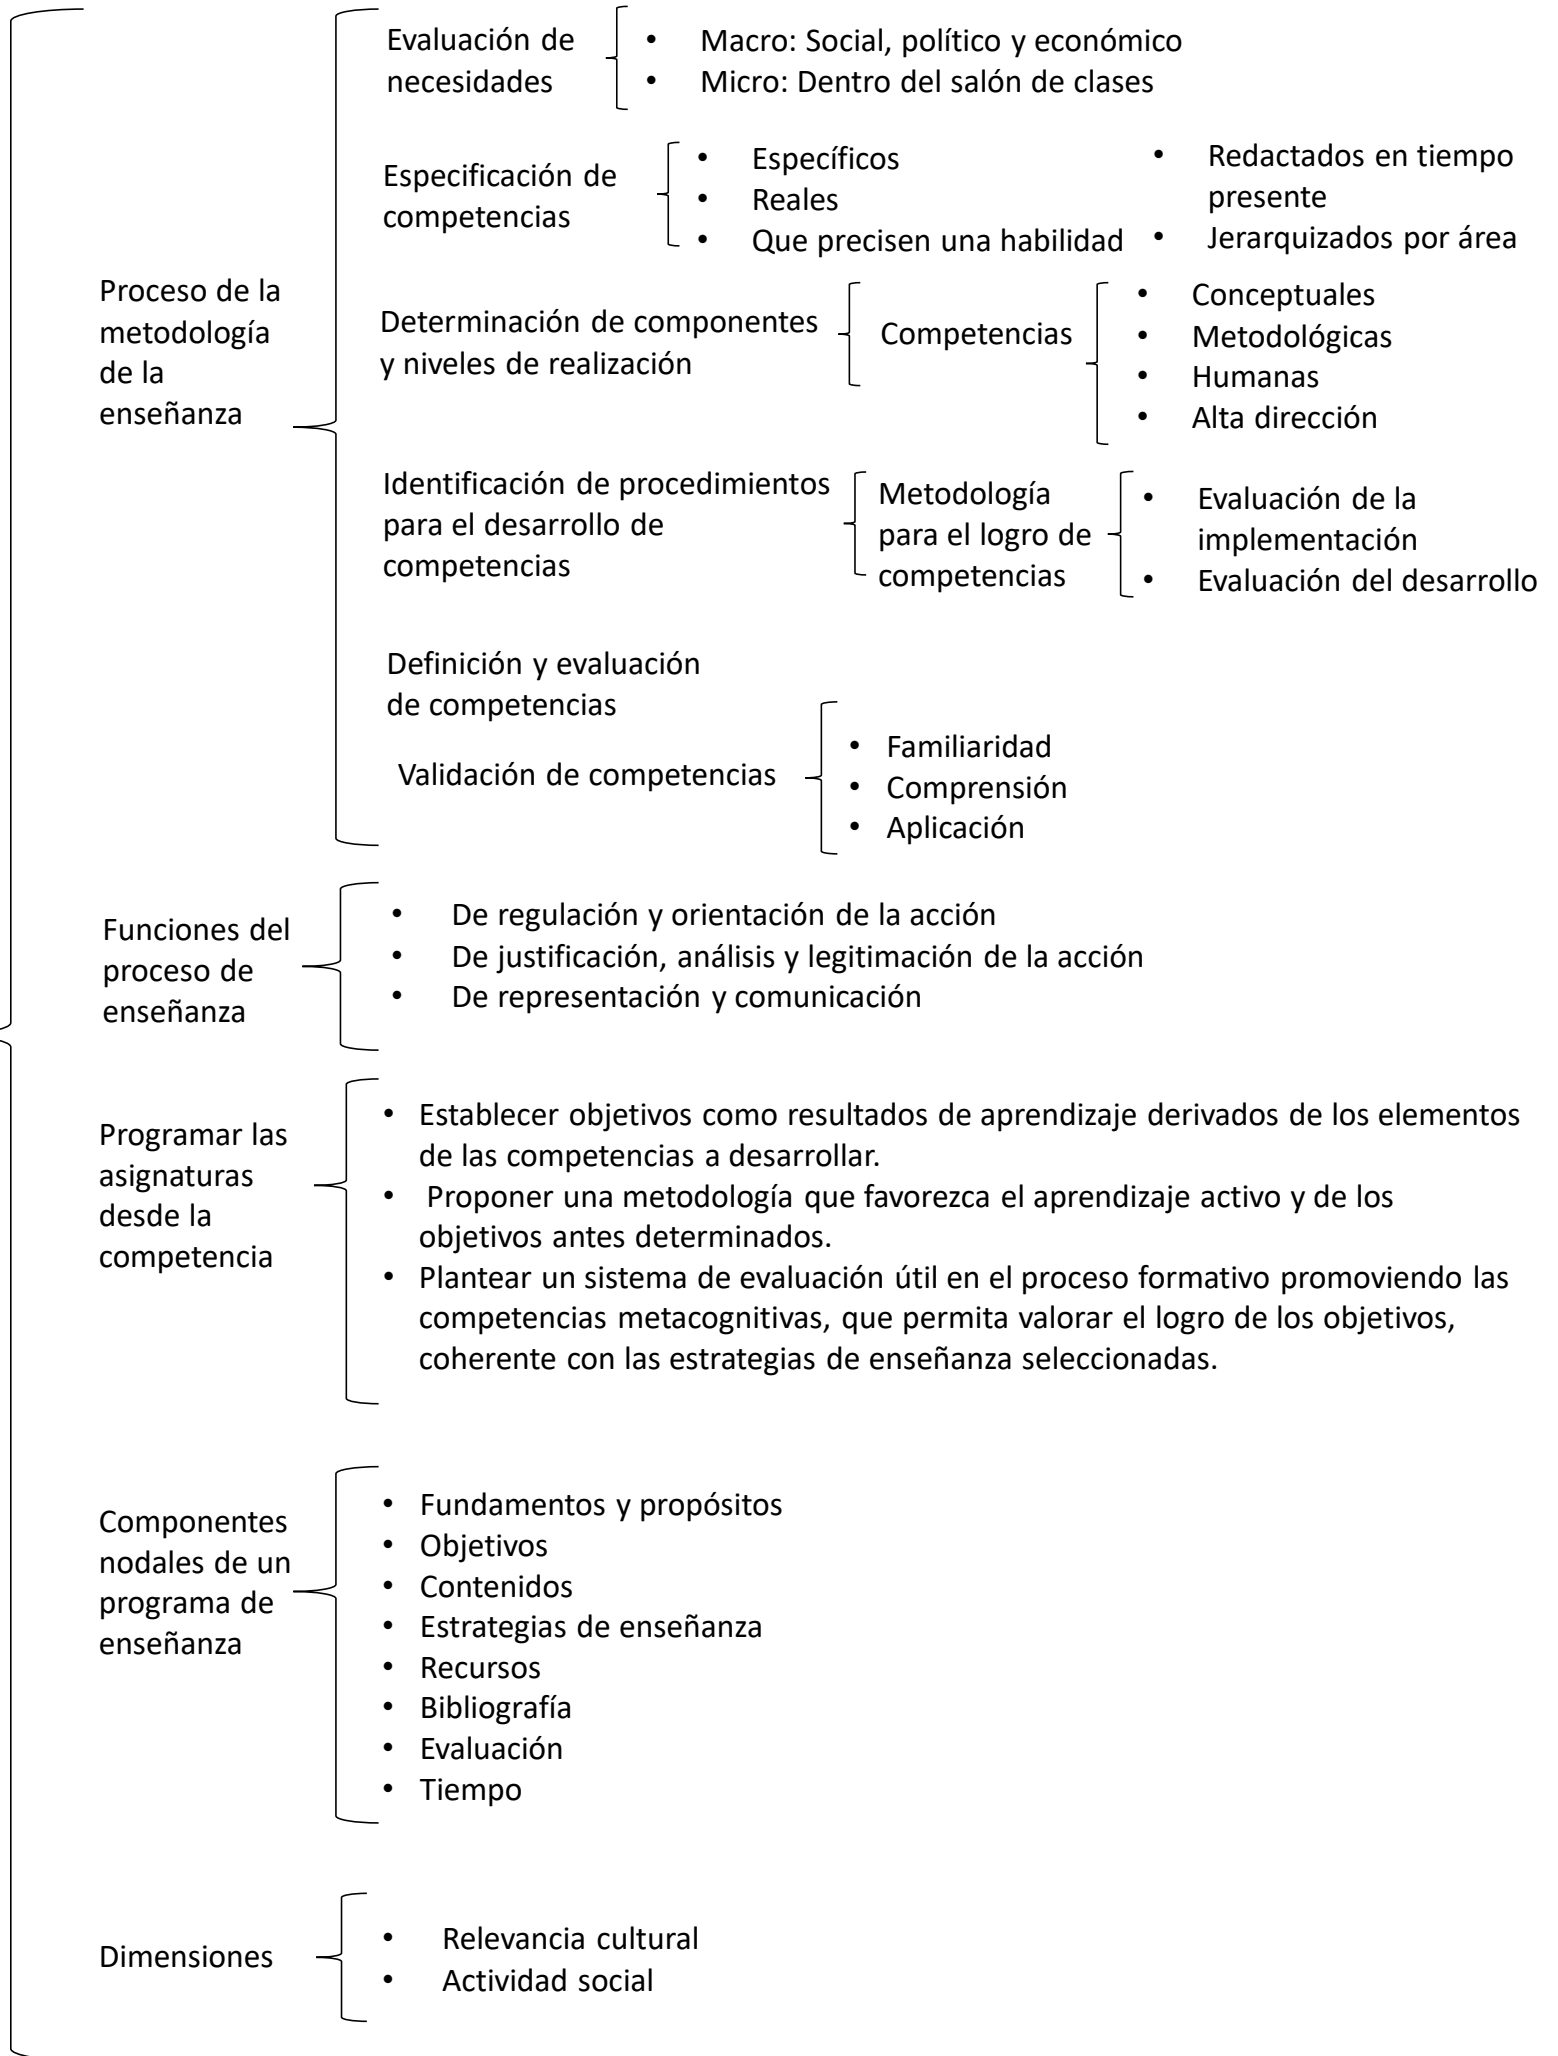 Evaluación de
necesidades
• Macro: Social, político y económico
• Micro: Dentro del salón de clases
Especificación de
competencias
• Específicos
• Reales
• Que precisen una habilidad
• Redactados en tiempo
presente
• Jerarquizados por área
Proceso de la
metodología
de la
enseñanza
Determinación de componentes
y niveles de realización
Competencias
• Conceptuales
• Metodológicas
• Humanas
• Alta dirección
Identificación de procedimientos
para el desarrollo de
competencias
Metodología
para el logro de
competencias
• Evaluación de la
implementación
• Evaluación del desarrollo
Definición y evaluación
de competencias
Validación de competencias
• Familiaridad
• Comprensión
• Aplicación
Funciones del
proceso de
enseñanza
• De regulación y orientación de la acción
• De justificación, análisis y legitimación de la acción
• De representación y comunicación
Programar las
asignaturas
desde la
competencia
• Establecer objetivos como resultados de aprendizaje derivados de los elementos
de las competencias a desarrollar.
• Proponer una metodología que favorezca el aprendizaje activo y de los
objetivos antes determinados.
• Plantear un sistema de evaluación útil en el proceso formativo promoviendo las
competencias metacognitivas, que permita valorar el logro de los objetivos,
coherente con las estrategias de enseñanza seleccionadas.
Componentes
nodales de un
programa de
enseñanza
• Fundamentos y propósitos
• Objetivos
• Contenidos
• Estrategias de enseñanza
• Recursos
• Bibliografía
• Evaluación
• Tiempo
Dimensiones
• Relevancia cultural
• Actividad social